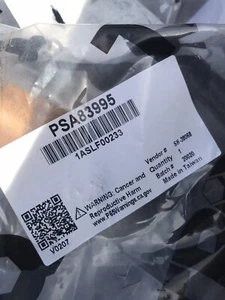 PSA83995
1ASLF00233
Vendor #
Quantity 1
Batch # 20020
Made in Taiwan
WARNING: Cancer and
Reproductive Harm
www.P65Warnings.ca.gov
V0207